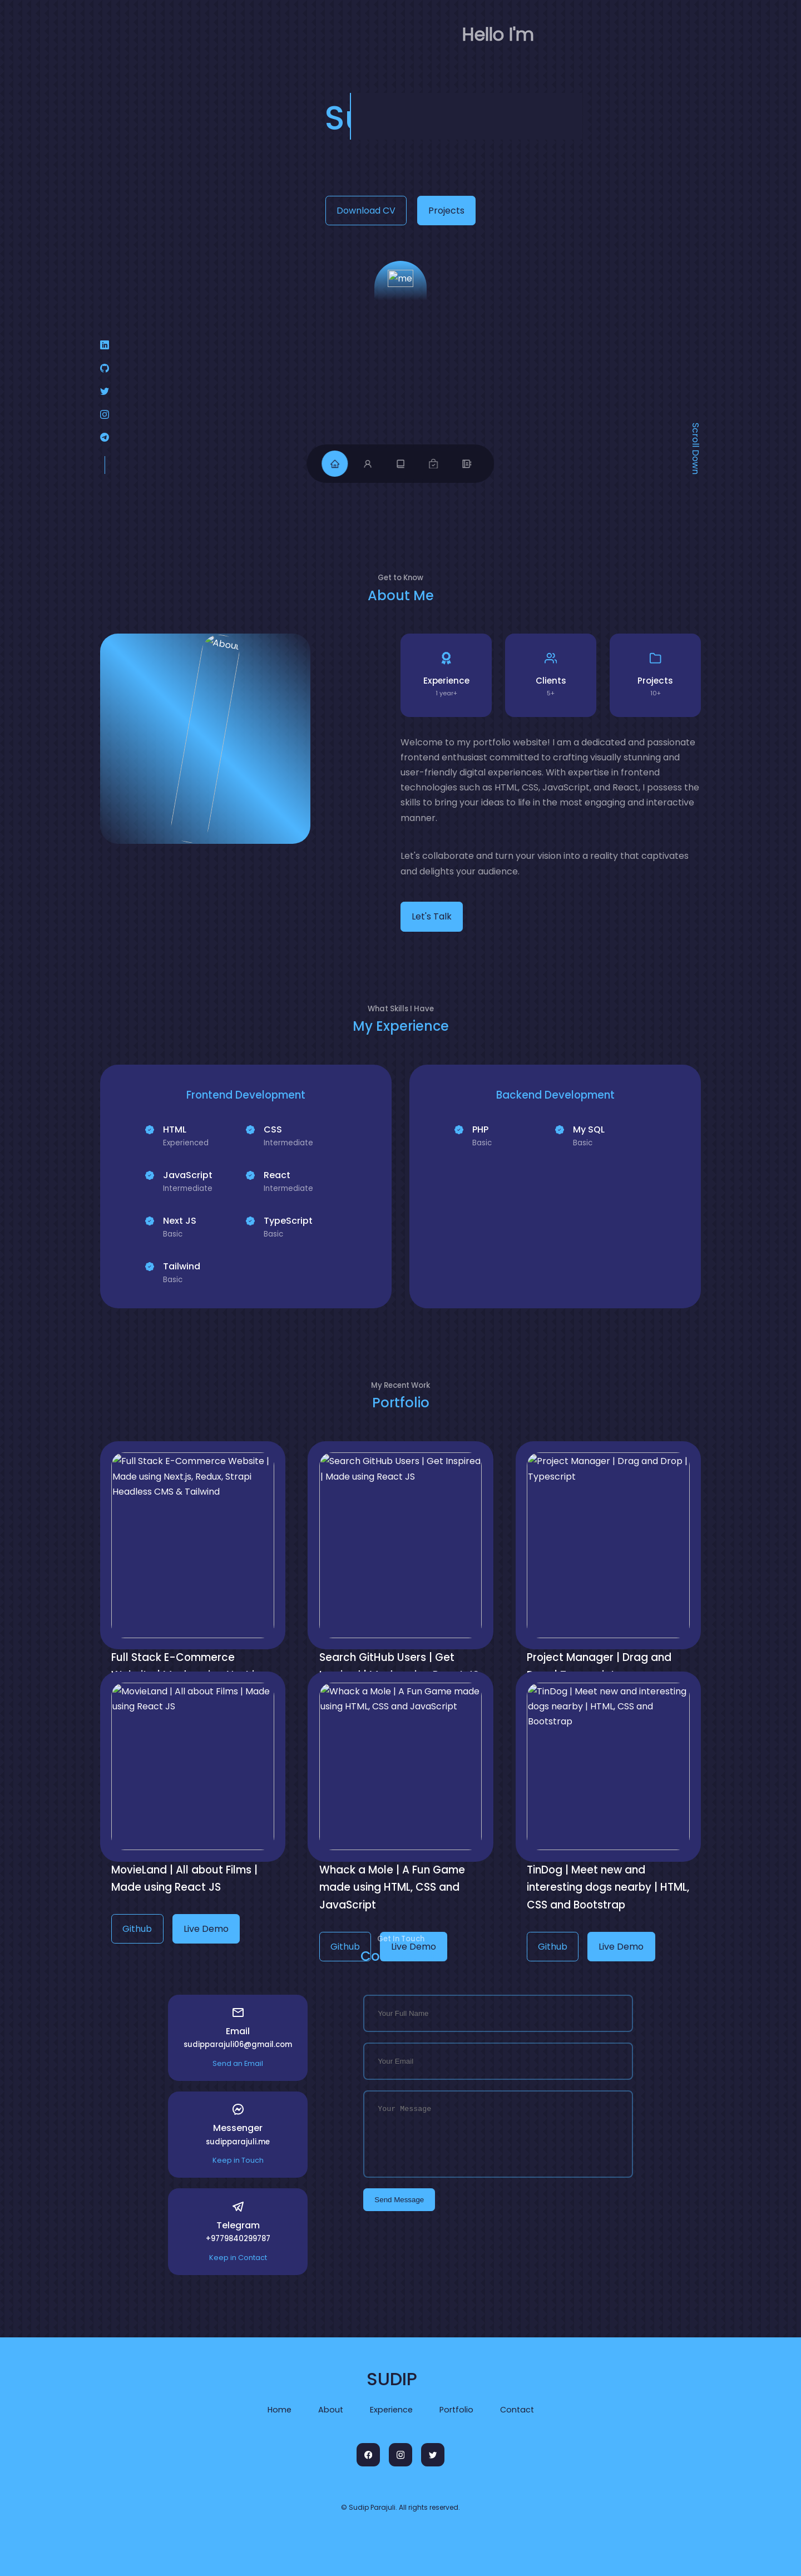 Hello I'm
Su
Download CV
Projects
me
Scroll Down
Get to Know
About Me
About
Experience
1 year+
Clients
5+
Projects
10+
Welcome to my portfolio website! I am a dedicated and passionate
frontend enthusiast committed to crafting visually stunning and
user-friendly digital experiences. With expertise in frontend
technologies such as HTML, CSS, JavaScript, and React, I possess the
skills to bring your ideas to life in the most engaging and interactive
manner.
Let's collaborate and turn your vision into a reality that captivates
and delights your audience.
Let's Talk
What Skills I Have
My Experience
Frontend Development
HTML
Experienced
CSS
Intermediate
JavaScript
Intermediate
React
Intermediate
Next JS
Basic
TypeScript
Basic
Tailwind
Basic
Backend Development
PHP
Basic
My SQL
Basic
My Recent Work
Portfolio
Full Stack E-Commerce Website |
Made using Next.js, Redux, Strapi
Headless CMS & Tailwind
Full Stack E-Commerce
Search GitHub Users | Get Inspired
| Made using React JS
Search GitHub Users | Get
Project Manager | Drag and Drop |
Typescript
Project Manager | Drag and
MovieLand | All about Films | Made
using React JS
MovieLand | All about Films |
Made using React JS
Github
Live Demo
Whack a Mole | A Fun Game made
using HTML, CSS and JavaScript
Whack a Mole | A Fun Game
made using HTML, CSS and
JavaScript
Github
Live Demo
TinDog | Meet new and interesting
dogs nearby | HTML, CSS and
Bootstrap
TinDog | Meet new and
interesting dogs nearby | HTML,
CSS and Bootstrap
Github
Live Demo
Get In Touch
Co
Email
sudipparajuli06@gmail.com
Send an Email
Messenger
sudipparajuli.me
Keep in Touch
Telegram
+9779840299787
Keep in Contact
Your Full Name
Your Email
Your Message
Send Message
SUDIP
Home
About
Experience
Portfolio
Contact
© Sudip Parajuli. All rights reserved.